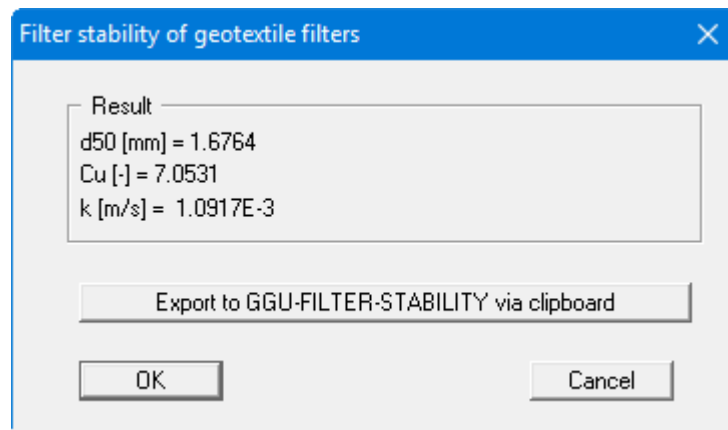 Filter stability of geotextile filters
Result
d50 [mm] = 1.6764
Cu [-] = 7.0531
k [m/s] = 1.0917E-3
Export to GGU-FILTER-STABILITY via clipboard
OK
Cancel